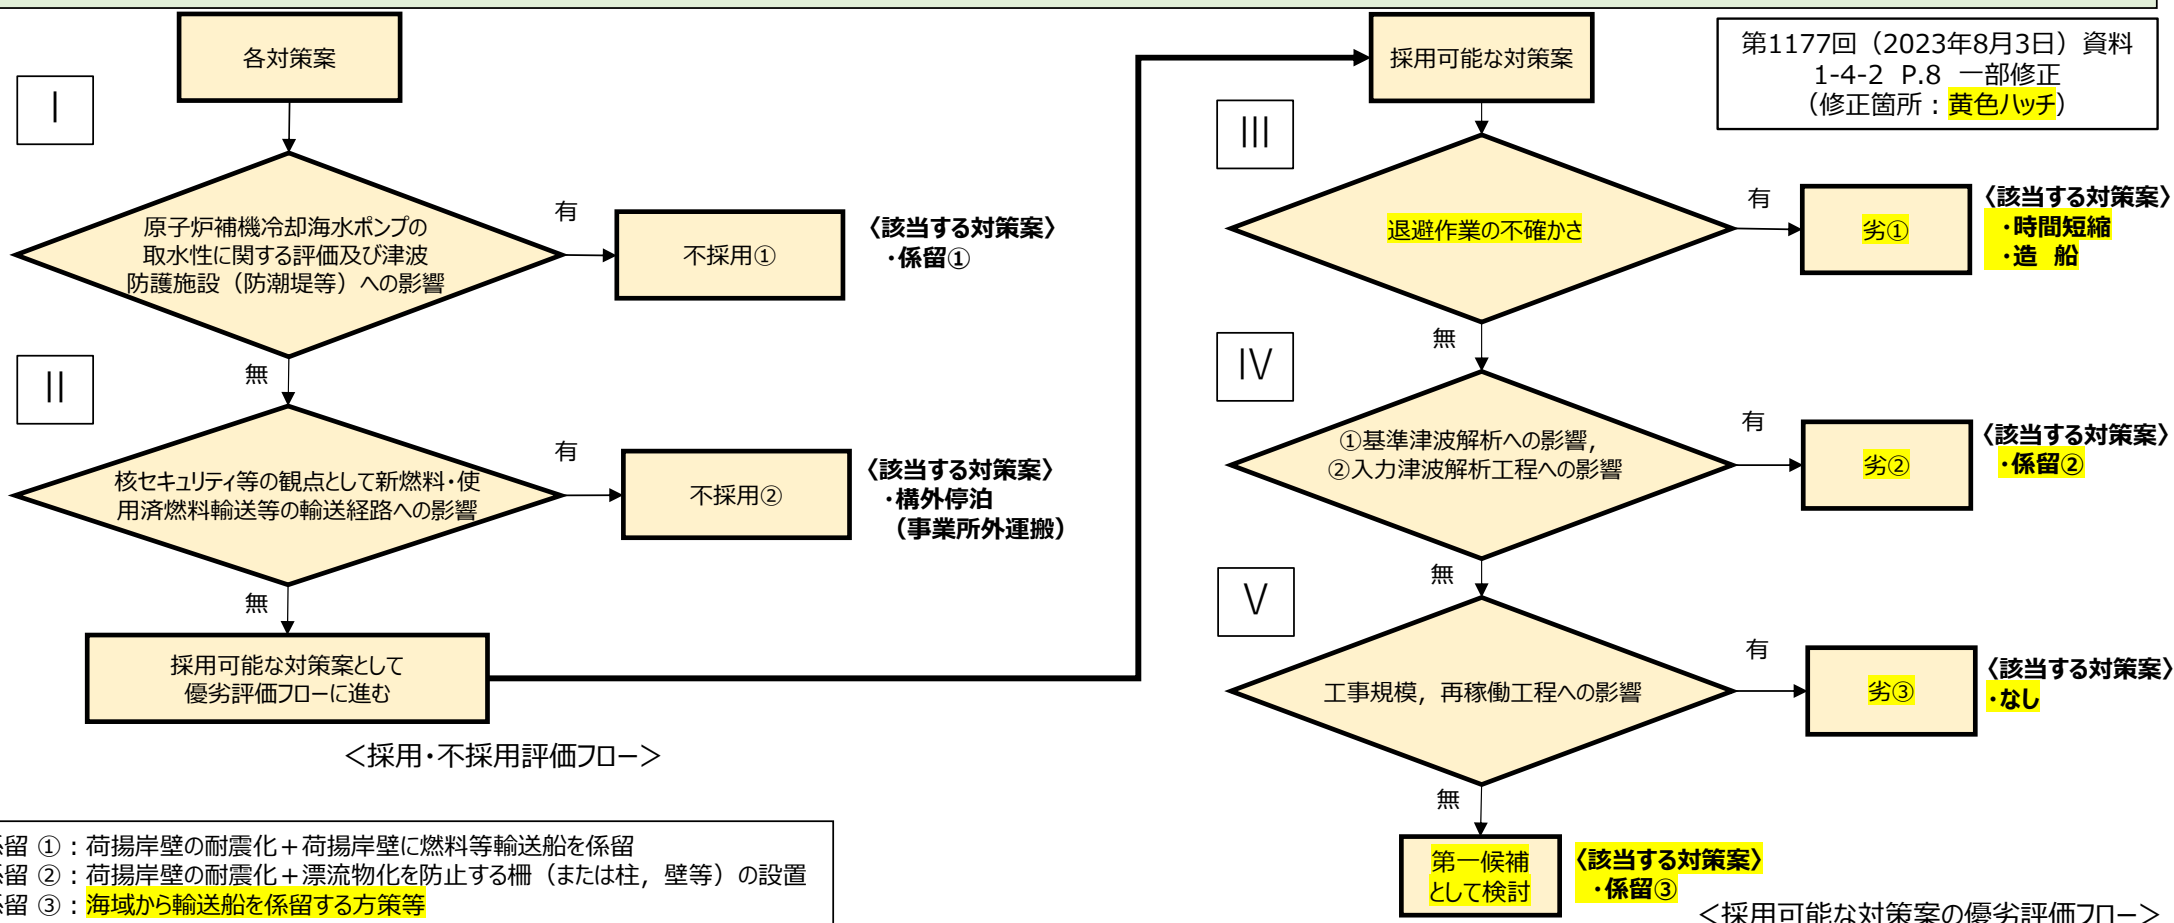 各対策案
Ⅰ
原子炉補機冷却海水ポンプの
取水性に関する評価及び津波
防護施設（防潮堤等）への影響
有
不採用①
〈該当する対策案〉
・係留①
無
Ⅱ
核セキュリティ等の観点として新燃料・使
用済燃料輸送等の輸送経路への影響
有
不採用②
〈該当する対策案〉
・構外停泊
（事業所外運搬）
無
採用可能な対策案として
優劣評価フローに進む
＜採用・不採用評価フロー＞
留 ①：荷揚岸壁の耐震化＋荷揚岸壁に燃料等輸送船を係留
留 ②：荷揚岸壁の耐震化＋漂流物化を防止する柵（または柱，壁等）の設置
留 ③：海域から輸送船を係留する方策等
採用可能な対策案
第1177回（2023年8月3日）資料
1-4-2 P.8 一部修正
（修正箇所：黄色ハッチ）
Ⅲ
退避作業の不確かさ
有
劣①
〈該当する対策案〉
・時間短縮
・造 船
無
Ⅳ
①基準津波解析への影響，
②入力津波解析工程への影響
有
劣②
〈該当する対策案〉
・係留②
無
Ⅴ
工事規模，再稼働工程への影響
有
劣③
〈該当する対策案〉
・なし
無
第一候補
として検討
〈該当する対策案〉
・係留③
＜採用可能な対策案の優劣評価フロー＞